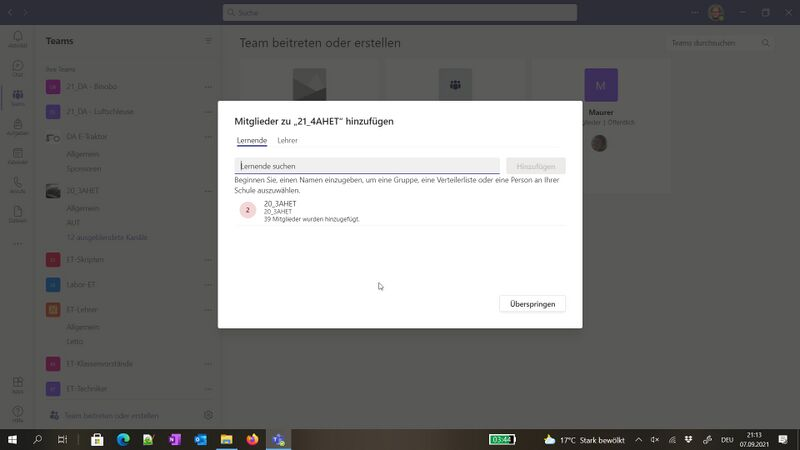 Suche
Aktivität
Chat
Teams
Aufgaben
Kalender
Anrufe
Dateien
Apps
Hilfe
Teams
Ihre Teams
21_DA - Binobo
21_DA - Luftschleuse
DA E-Traktor
Allgemein
Sponsoren
20_3AHET
Allgemein
AUT
12 ausgeblendete Kanäle
ET-Skripten
Labor-ET
ET-Lehrer
Allgemein
Letto
ET-Klassenvorstände
ET-Techniker
Team beitreten oder erstellen
Team beitreten oder erstellen
Teams durchsuchen
M
Maurer
Mitglieder | Öffentlich
Mitglieder zu „21_4AHET“ hinzufügen
Lernende
Lehrer
Lernende suchen
Hinzufügen
Beginnen Sie, einen Namen einzugeben, um eine Gruppe, eine Verteilerliste oder eine Person an Ihrer
Schule auszuwählen.
2
20_3AHET
20_3AHET
39 Mitglieder wurden hinzugefügt.
Überspringen
03:44
17°C Stark bewölkt
DEU
21:13
07.09.2021